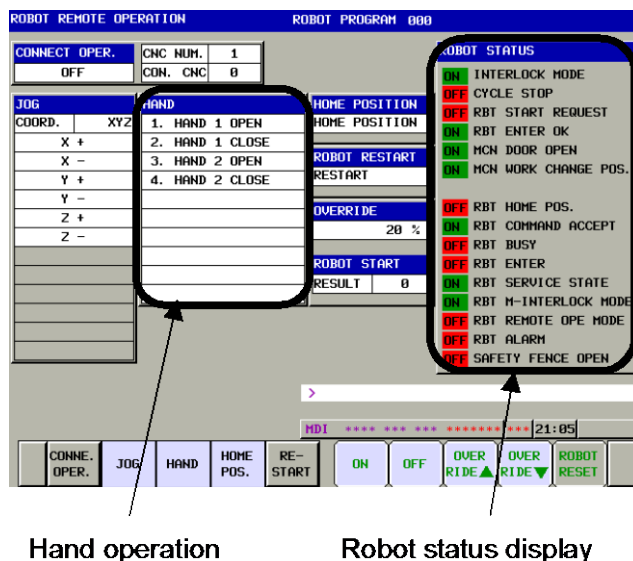 ROBOT REMOTE OPERATION ROBOT PROGRAM 000
CONNECT OPER.
OFF
CNC NUM. 1
CON. CNC 0
JOG
COORD. XYZ
X +
X -
Y +
Y -
Z +
Z -
HAND
1. HAND 1 OPEN
2. HAND 1 CLOSE
3. HAND 2 OPEN
4. HAND 2 CLOSE
HOME POSITION
HOME POSITION
ROBOT RESTART
RESTART
OVERRIDE
20 %
ROBOT START
RESULT 0
ROBOT STATUS
ON INTERLOCK MODE
OFF CYCLE STOP
OFF RBT START REQUEST
ON RBT ENTER OK
ON MCN DOOR OPEN
ON MCN WORK CHANGE POS.
OFF RBT HOME POS.
ON RBT COMMAND ACCEPT
OFF RBT BUSY
OFF RBT ENTER
ON RBT SERVICE STATE
ON RBT M-INTERLOCK MODE
OFF RBT REMOTE OPE MODE
OFF RBT ALARM
OFF SAFETY FENCE OPEN
>
MDI **** *** *** ******* *** 21:05
CONNE. OPER.
JOG
HAND
HOME POS.
RE-START
ON
OFF
OVER RIDE▲
OVER RIDE▼
ROBOT RESET
Hand operation
Robot status display